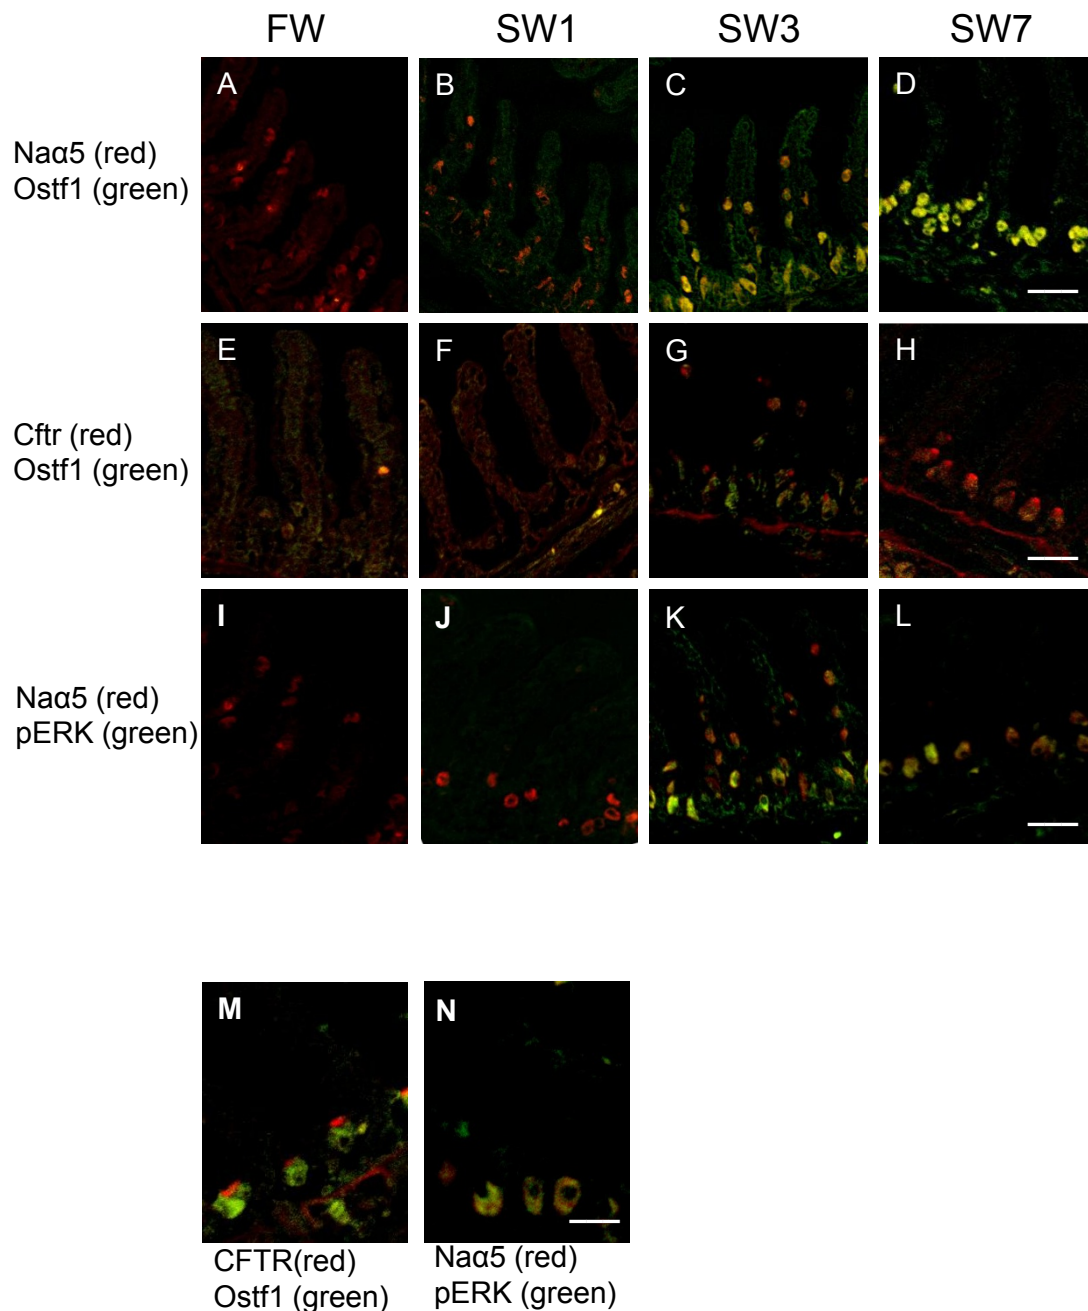 FW SW1 SW3 SW7
A B C D
Naα5 (red)
Ostf1 (green)
E F G H
Cftr (red)
Ostf1 (green)
I J K L
Naα5 (red)
pERK (green)
M N
CFTR(red)
Ostf1 (green)
Naα5 (red)
pERK (green)